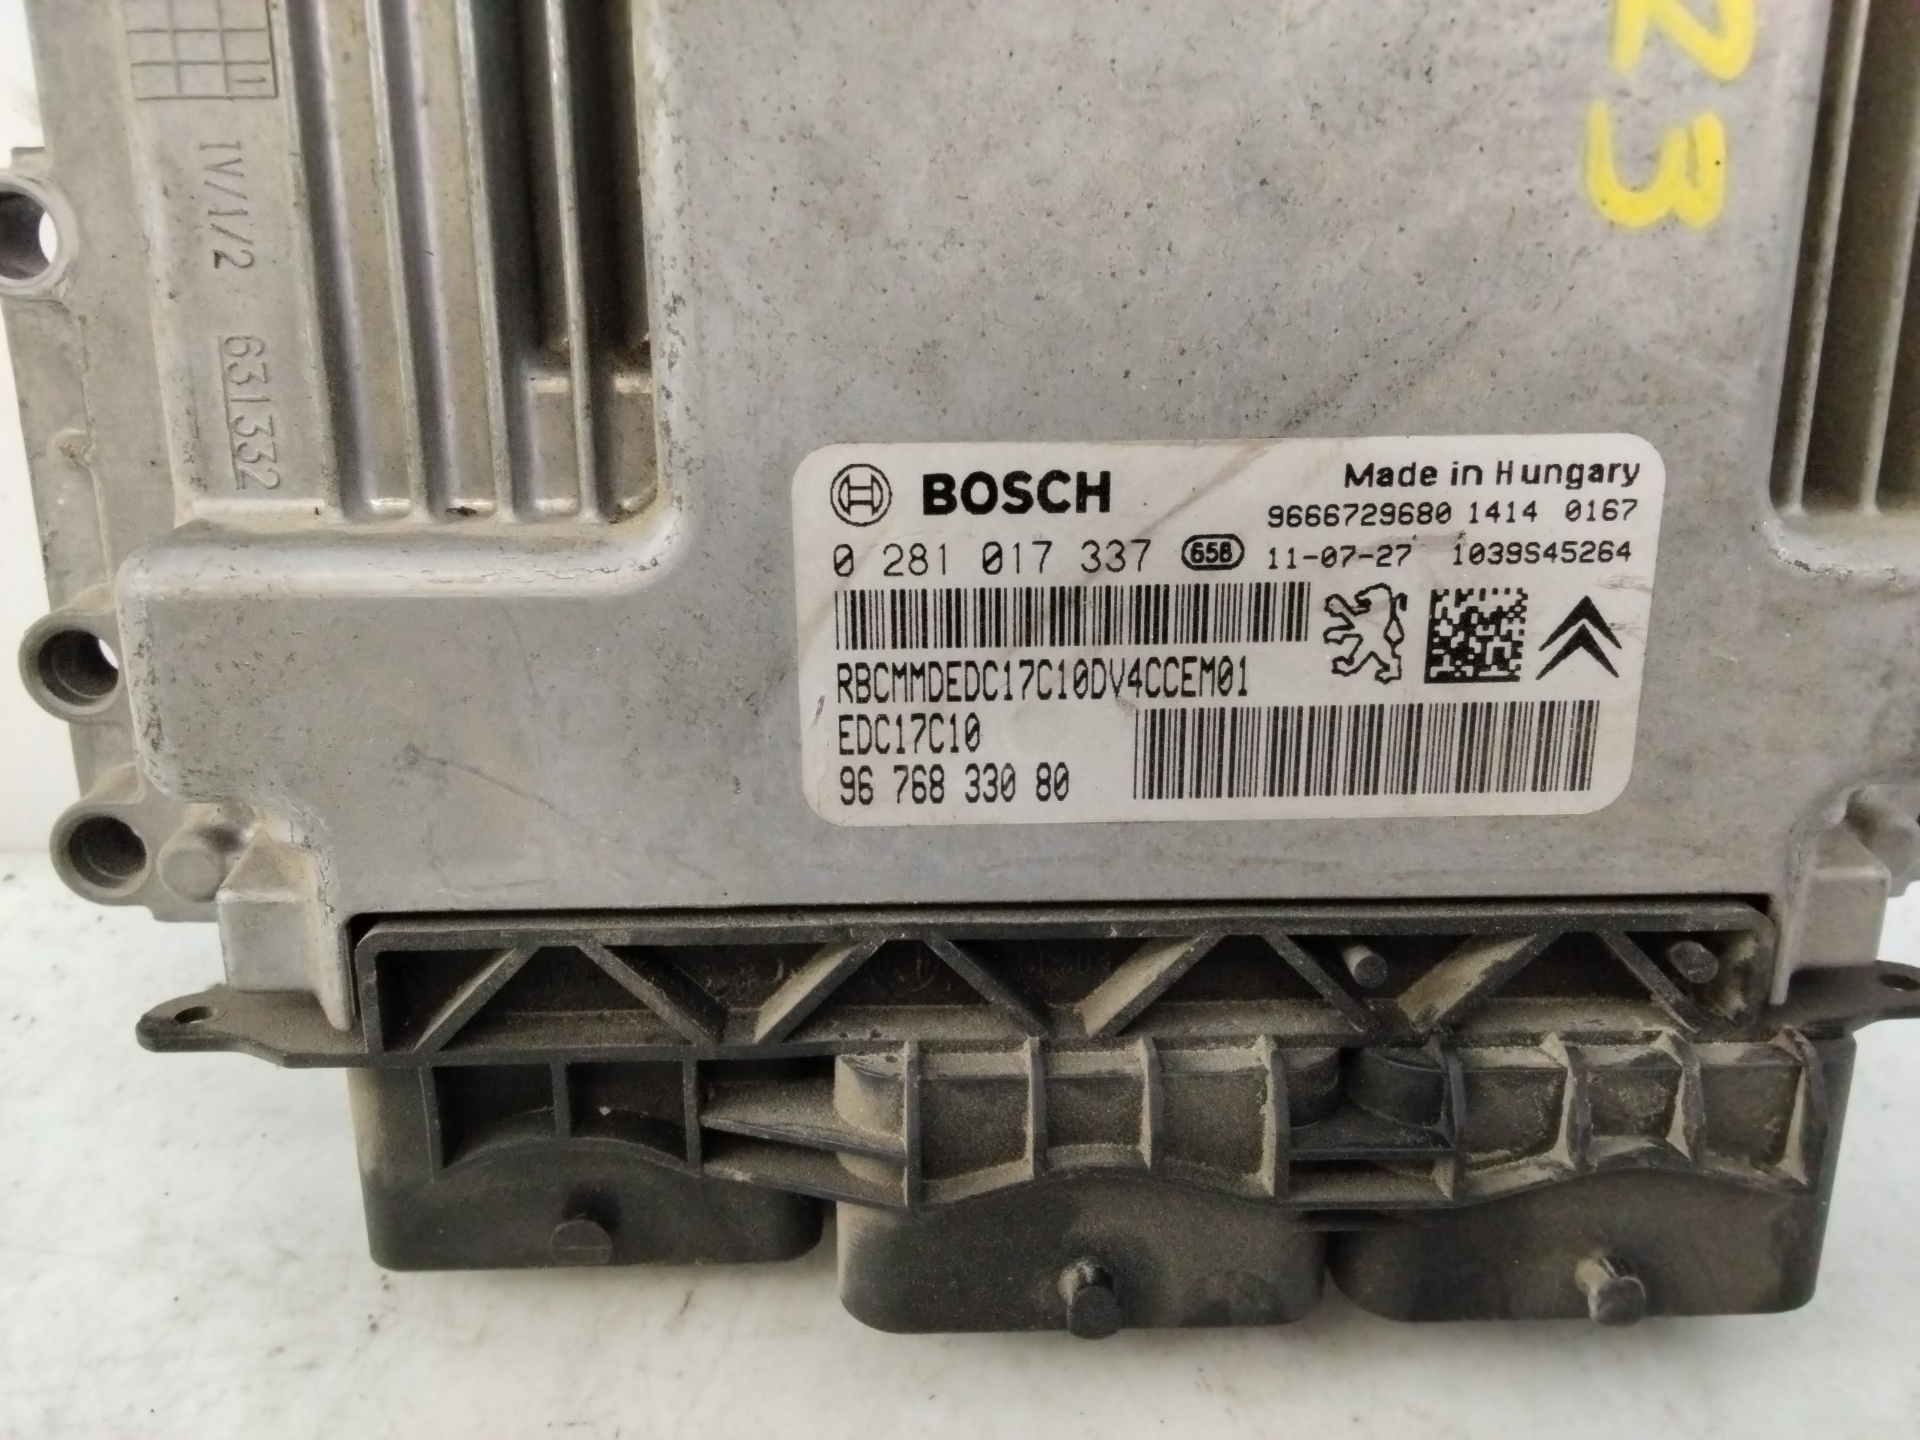 23
IV/1/2 631332
BOSCH
Made in Hungary
9666729680 1414 0167
0 281 017 337 658 11-07-27 1039S45264
RBCMMDEDC17C10DV4CCEM01
EDC17C10
96 768 330 80